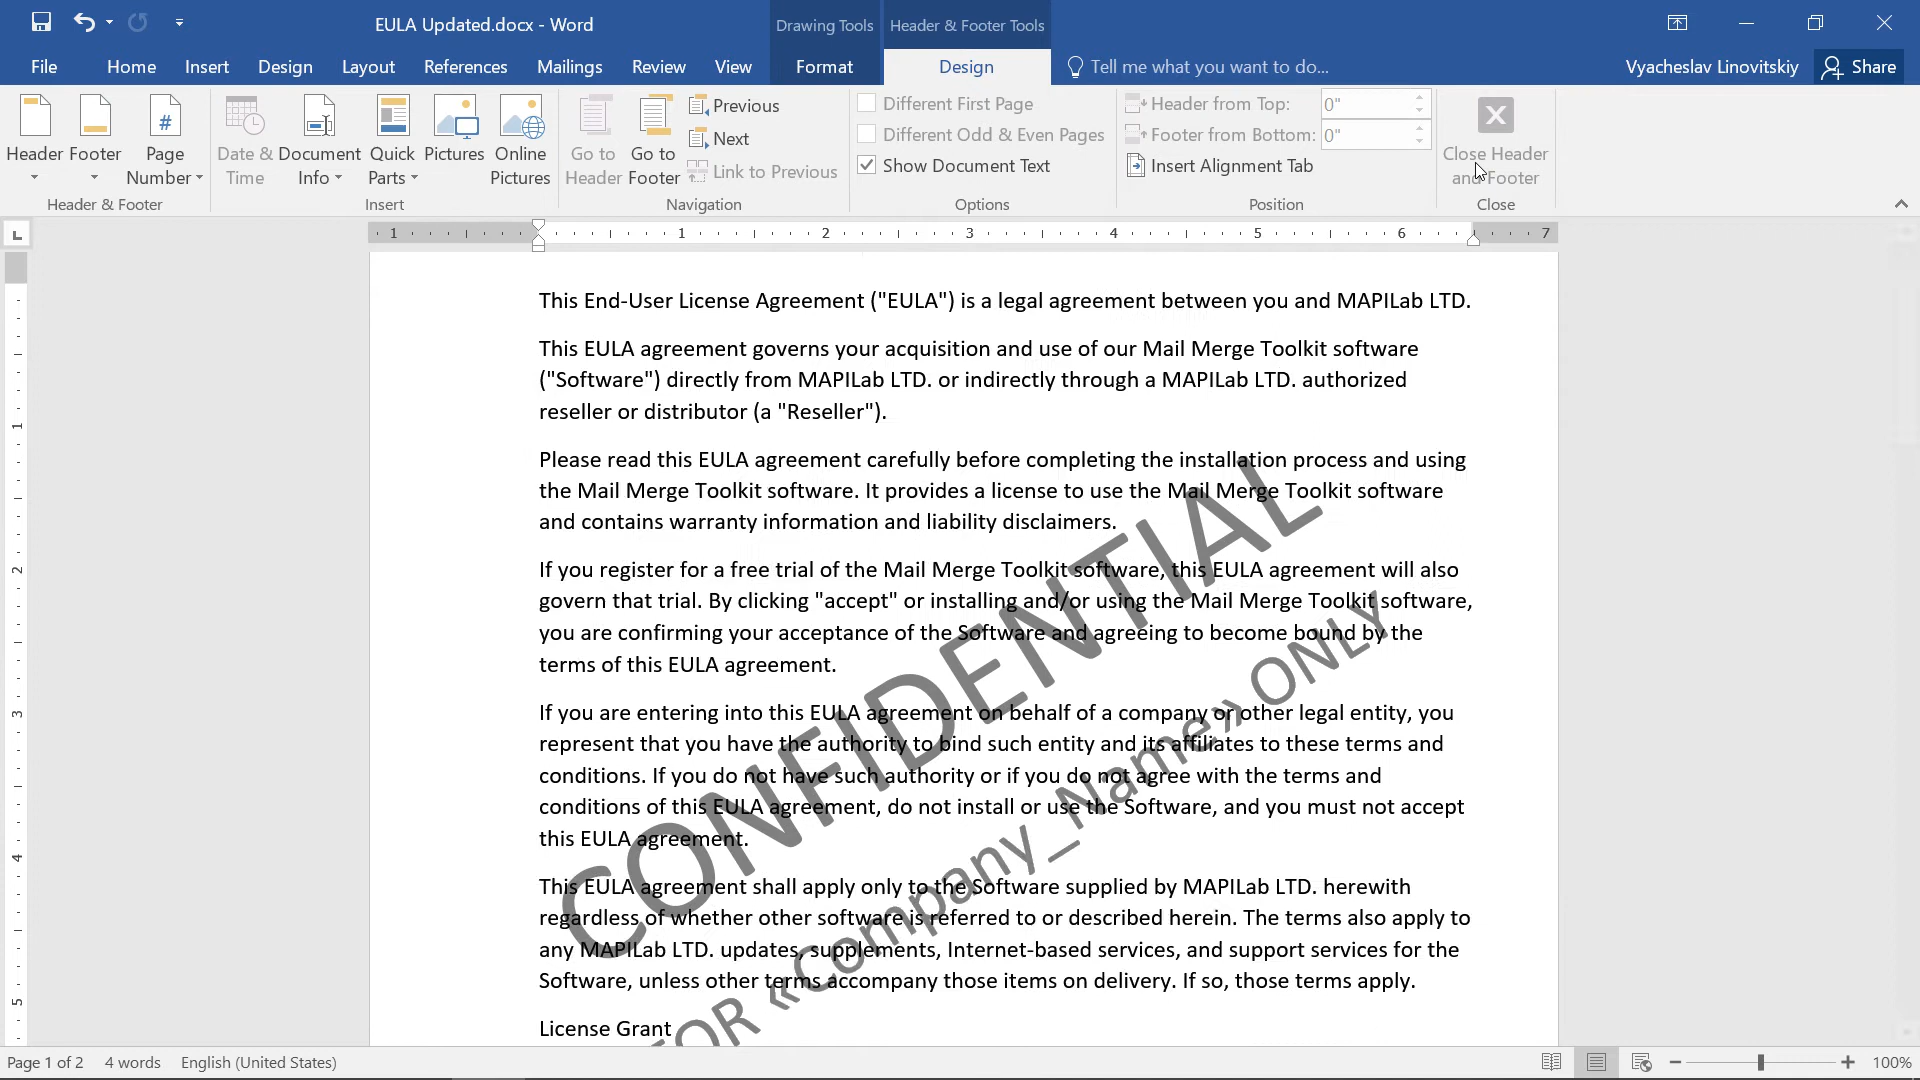 EULA Updated.docx - Word
Drawing Tools
Header & Footer Tools
File
Home
Insert
Design
Layout
References
Mailings
Review
View
Format
Design
Tell me what you want to do...
Vyacheslav Linovitskiy
Share
Header
Footer
Page Number
Header & Footer
Date & Time
Document Info
Quick Parts
Pictures
Online Pictures
Insert
Go to Header
Go to Footer
Previous
Next
Link to Previous
Navigation
Different First Page
Different Odd & Even Pages
Show Document Text
Options
Header from Top: 0"
Footer from Bottom: 0"
Insert Alignment Tab
Position
Close Header and Footer
Close
1 1 2 3 4 5 6 7
This End-User License Agreement ("EULA") is a legal agreement between you and MAPILab LTD.
This EULA agreement governs your acquisition and use of our Mail Merge Toolkit software
("Software") directly from MAPILab LTD. or indirectly through a MAPILab LTD. authorized
reseller or distributor (a "Reseller").
Please read this EULA agreement carefully before completing the installation process and using
the Mail Merge Toolkit software. It provides a license to use the Mail Merge Toolkit software
and contains warranty information and liability disclaimers.
If you register for a free trial of the Mail Merge Toolkit software, this EULA agreement will also
govern that trial. By clicking "accept" or installing and/or using the Mail Merge Toolkit software,
you are confirming your acceptance of the Software and agreeing to become bound by the
terms of this EULA agreement.
If you are entering into this EULA agreement on behalf of a company or other legal entity, you
represent that you have the authority to bind such entity and its affiliates to these terms and
conditions. If you do not have such authority or if you do not agree with the terms and
conditions of this EULA agreement, do not install or use the Software, and you must not accept
this EULA agreement.
This EULA agreement shall apply only to the Software supplied by MAPILab LTD. herewith
regardless of whether other software is referred to or described herein. The terms also apply to
any MAPILab LTD. updates, supplements, Internet-based services, and support services for the
Software, unless other terms accompany those items on delivery. If so, those terms apply.
License Grant
CONFIDENTIAL
FOR «Company_Name» ONLY
1
2
3
4
5
Page 1 of 2
4 words
English (United States)
100%